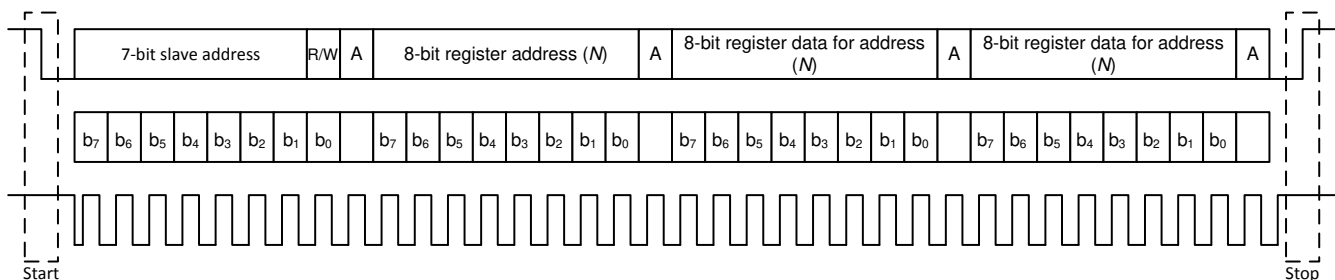 7-bit slave address R/W A 8-bit register address (N) A 8-bit register data for address (N) A 8-bit register data for address (N) A
b7 b6 b5 b4 b3 b2 b1 b0 b7 b6 b5 b4 b3 b2 b1 b0 b7 b6 b5 b4 b3 b2 b1 b0 b7 b6 b5 b4 b3 b2 b1 b0
Start Stop